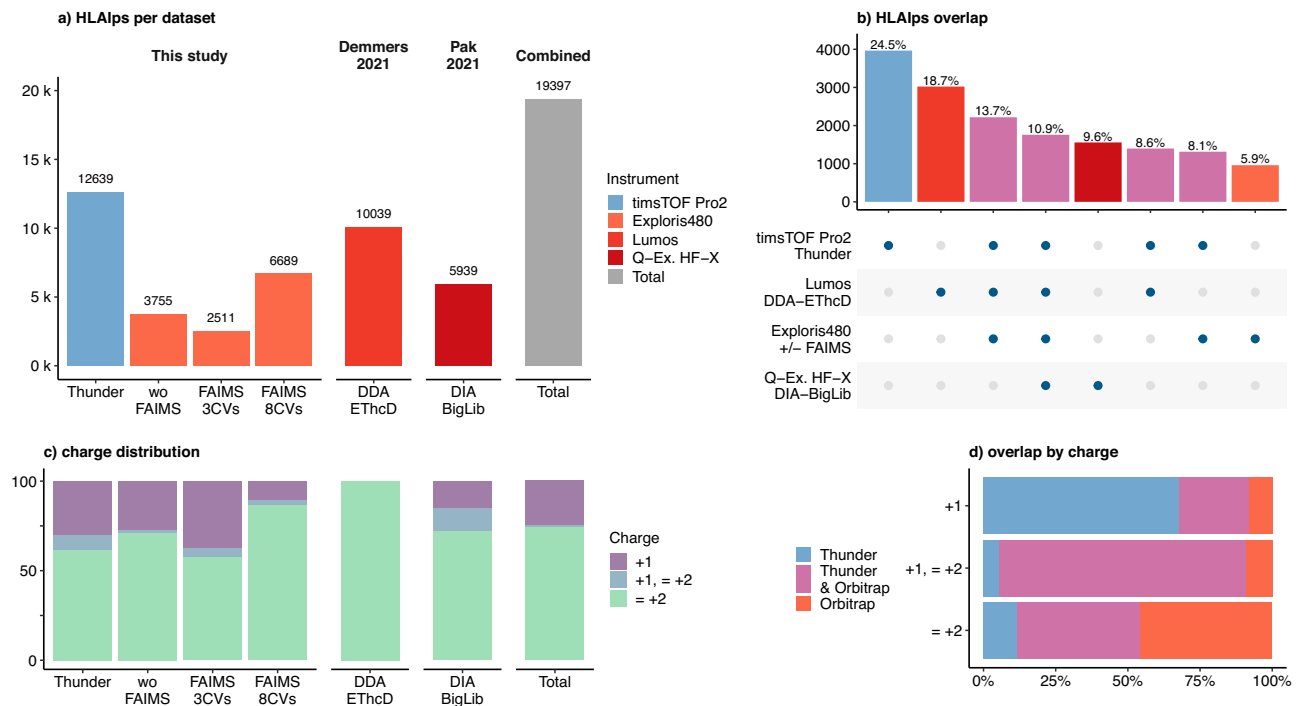 a) HLAIps per dataset
This study
Demmers
2021
Pak
2021
Combined
20 k
15 k
10 k
5 k
0 k
12639
3755
2511
6689
10039
5939
19397
Thunder
wo
FAIMS
FAIMS
3CVs
FAIMS
8CVs
DDA
EThcD
DIA
BigLib
Total
Instrument
timsTOF Pro2
Exploris480
Lumos
Q−Ex. HF−X
Total
b) HLAIps overlap
4000
3000
2000
1000
0
24.5%
18.7%
13.7%
10.9%
9.6%
8.6%
8.1%
5.9%
timsTOF Pro2
Thunder
Lumos
DDA−EThcD
Exploris480
+/− FAIMS
Q−Ex. HF−X
DIA−BigLib
c) charge distribution
100
50
0
Thunder
wo
FAIMS
FAIMS
3CVs
FAIMS
8CVs
DDA
EThcD
DIA
BigLib
Total
Charge
+1
+1, = +2
= +2
d) overlap by charge
Thunder
Thunder
& Orbitrap
Orbitrap
+1
+1, = +2
= +2
0%
25%
50%
75%
100%